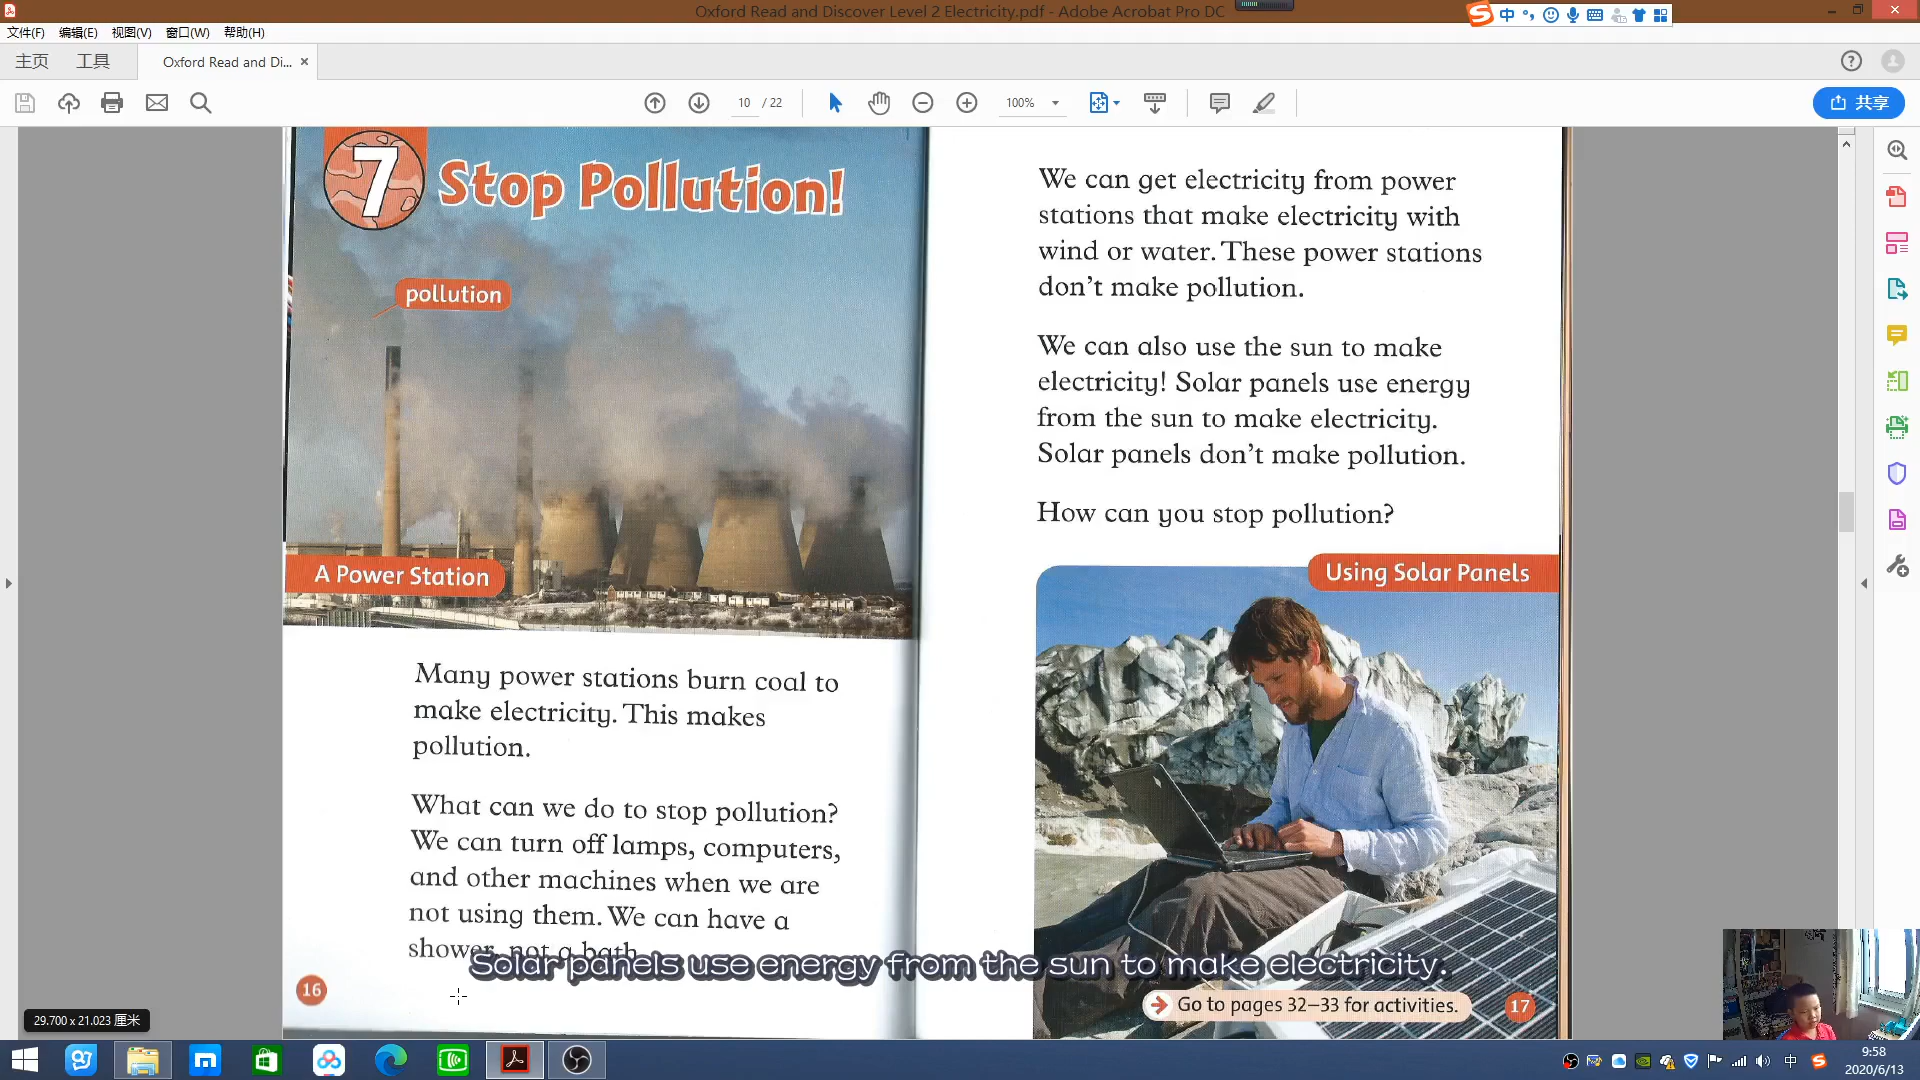 Oxford Read and Discover Level 2 Electricity.pdf - Adobe Acrobat Pro DC
中
文件(F) 编辑(E) 视图(V) 窗口(W) 帮助(H)
主页 工具 Oxford Read and Di... ×
10 / 22 100% 共享
7 Stop Pollution!
pollution
A Power Station
Many power stations burn coal to
make electricity. This makes
pollution.
What can we do to stop pollution?
We can turn off lamps, computers,
and other machines when we are
not using them. We can have a
shower, not a bath.
16
We can get electricity from power
stations that make electricity with
wind or water. These power stations
don't make pollution.
We can also use the sun to make
electricity! Solar panels use energy
from the sun to make electricity.
Solar panels don't make pollution.
How can you stop pollution?
Using Solar Panels
Solar panels use energy from the sun to make electricity.
Go to pages 32–33 for activities.
17
29.700 x 21.023 厘米
中
9:58
2020/6/13